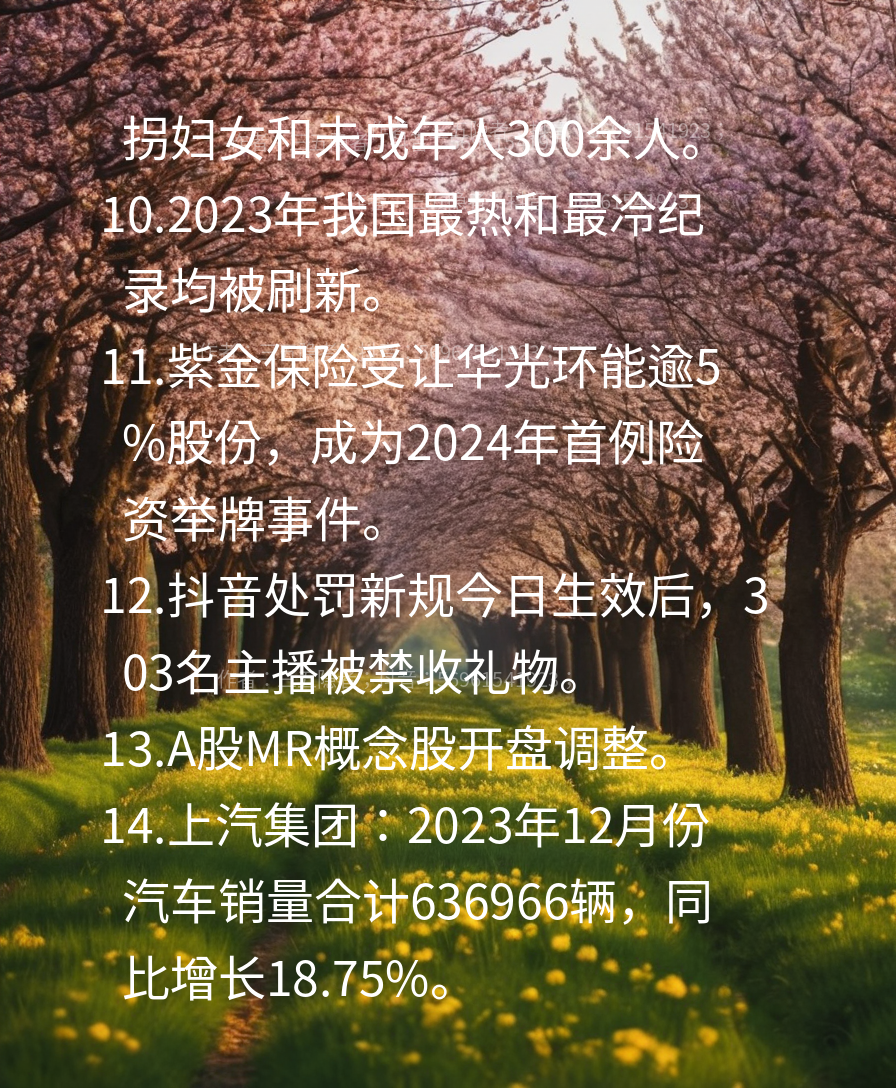 拐妇女和未成年人300余人。
10.2023年我国最热和最冷纪
录均被刷新。
11.紫金保险受让华光环能逾5
%股份，成为2024年首例险
资举牌事件。
12.抖音处罚新规今日生效后，3
03名主播被禁收礼物。
13.A股MR概念股开盘调整。
14.上汽集团：2023年12月份
汽车销量合计636966辆，同
比增长18.75%。